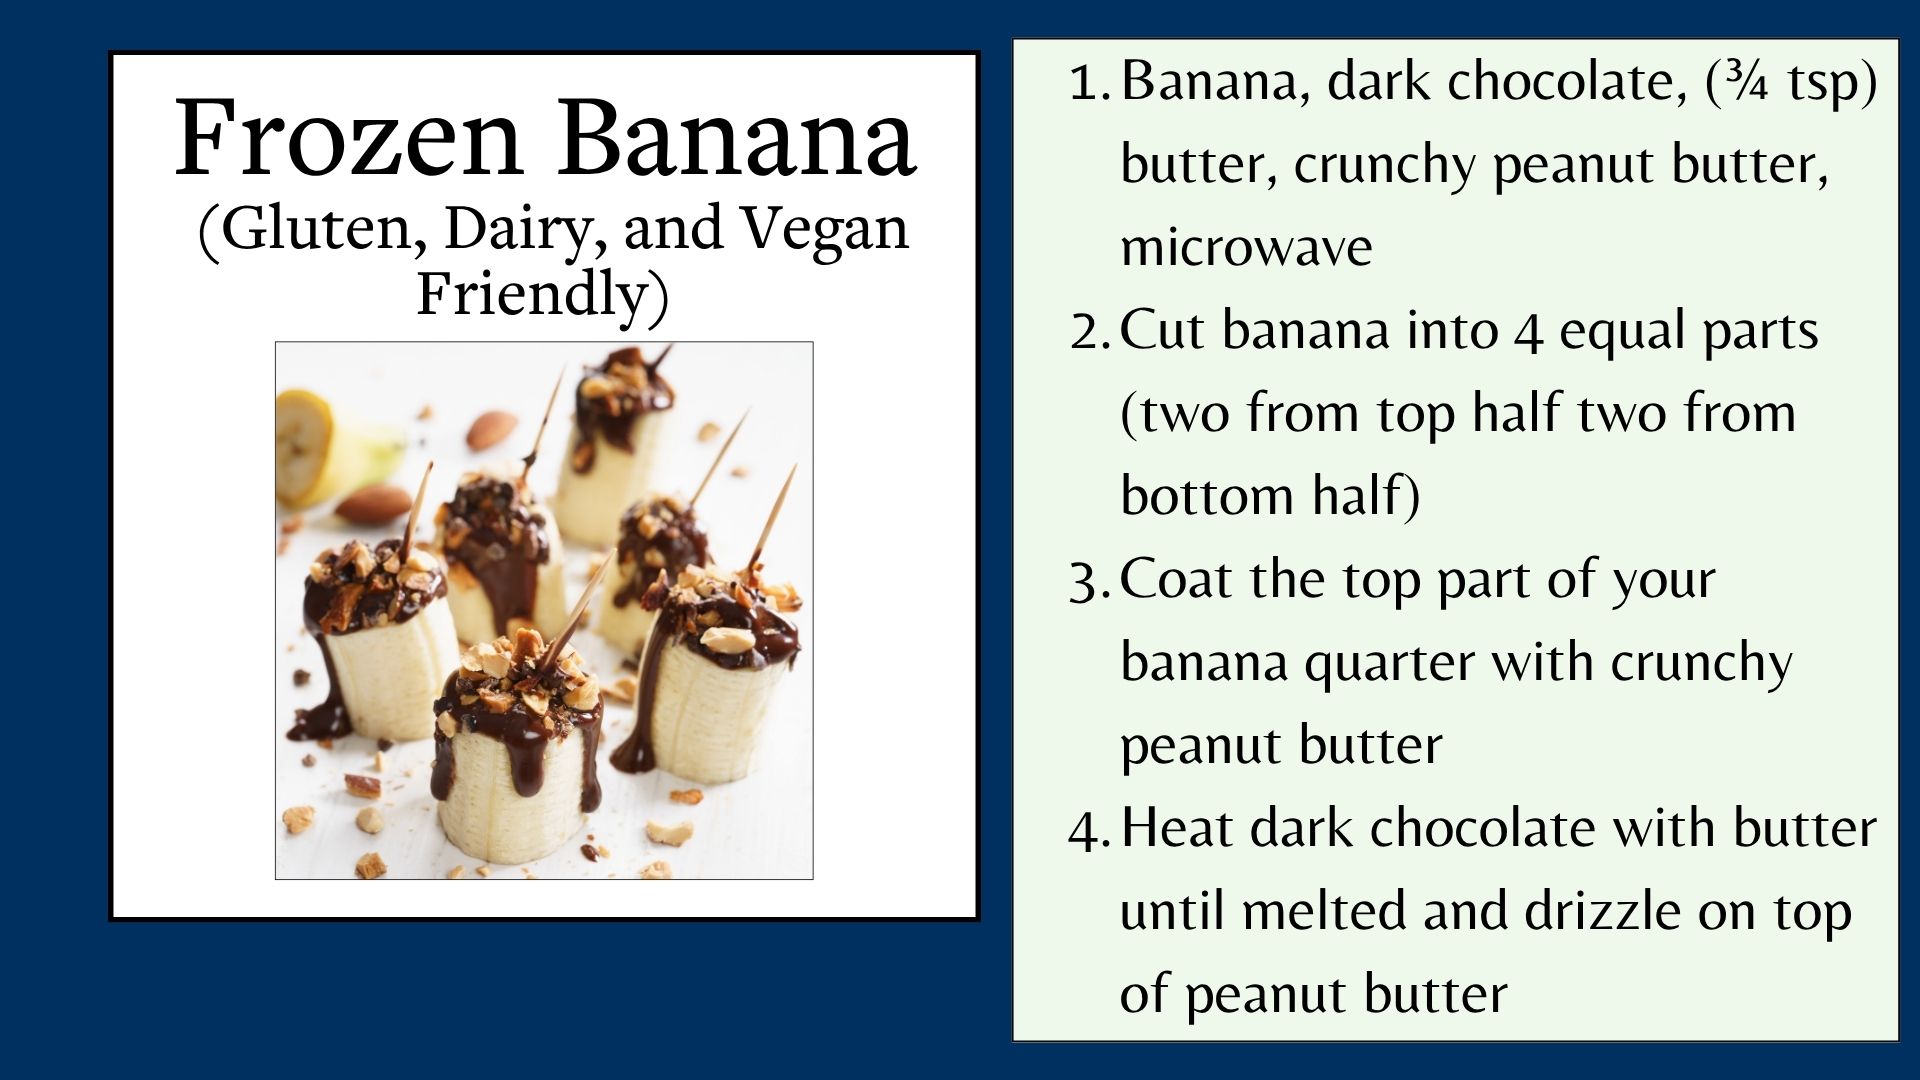 Frozen Banana
(Gluten, Dairy, and Vegan
Friendly)
1. Banana, dark chocolate, (¾ tsp)
butter, crunchy peanut butter,
microwave
2. Cut banana into 4 equal parts
(two from top half two from
bottom half)
3. Coat the top part of your
banana quarter with crunchy
peanut butter
4. Heat dark chocolate with butter
until melted and drizzle on top
of peanut butter